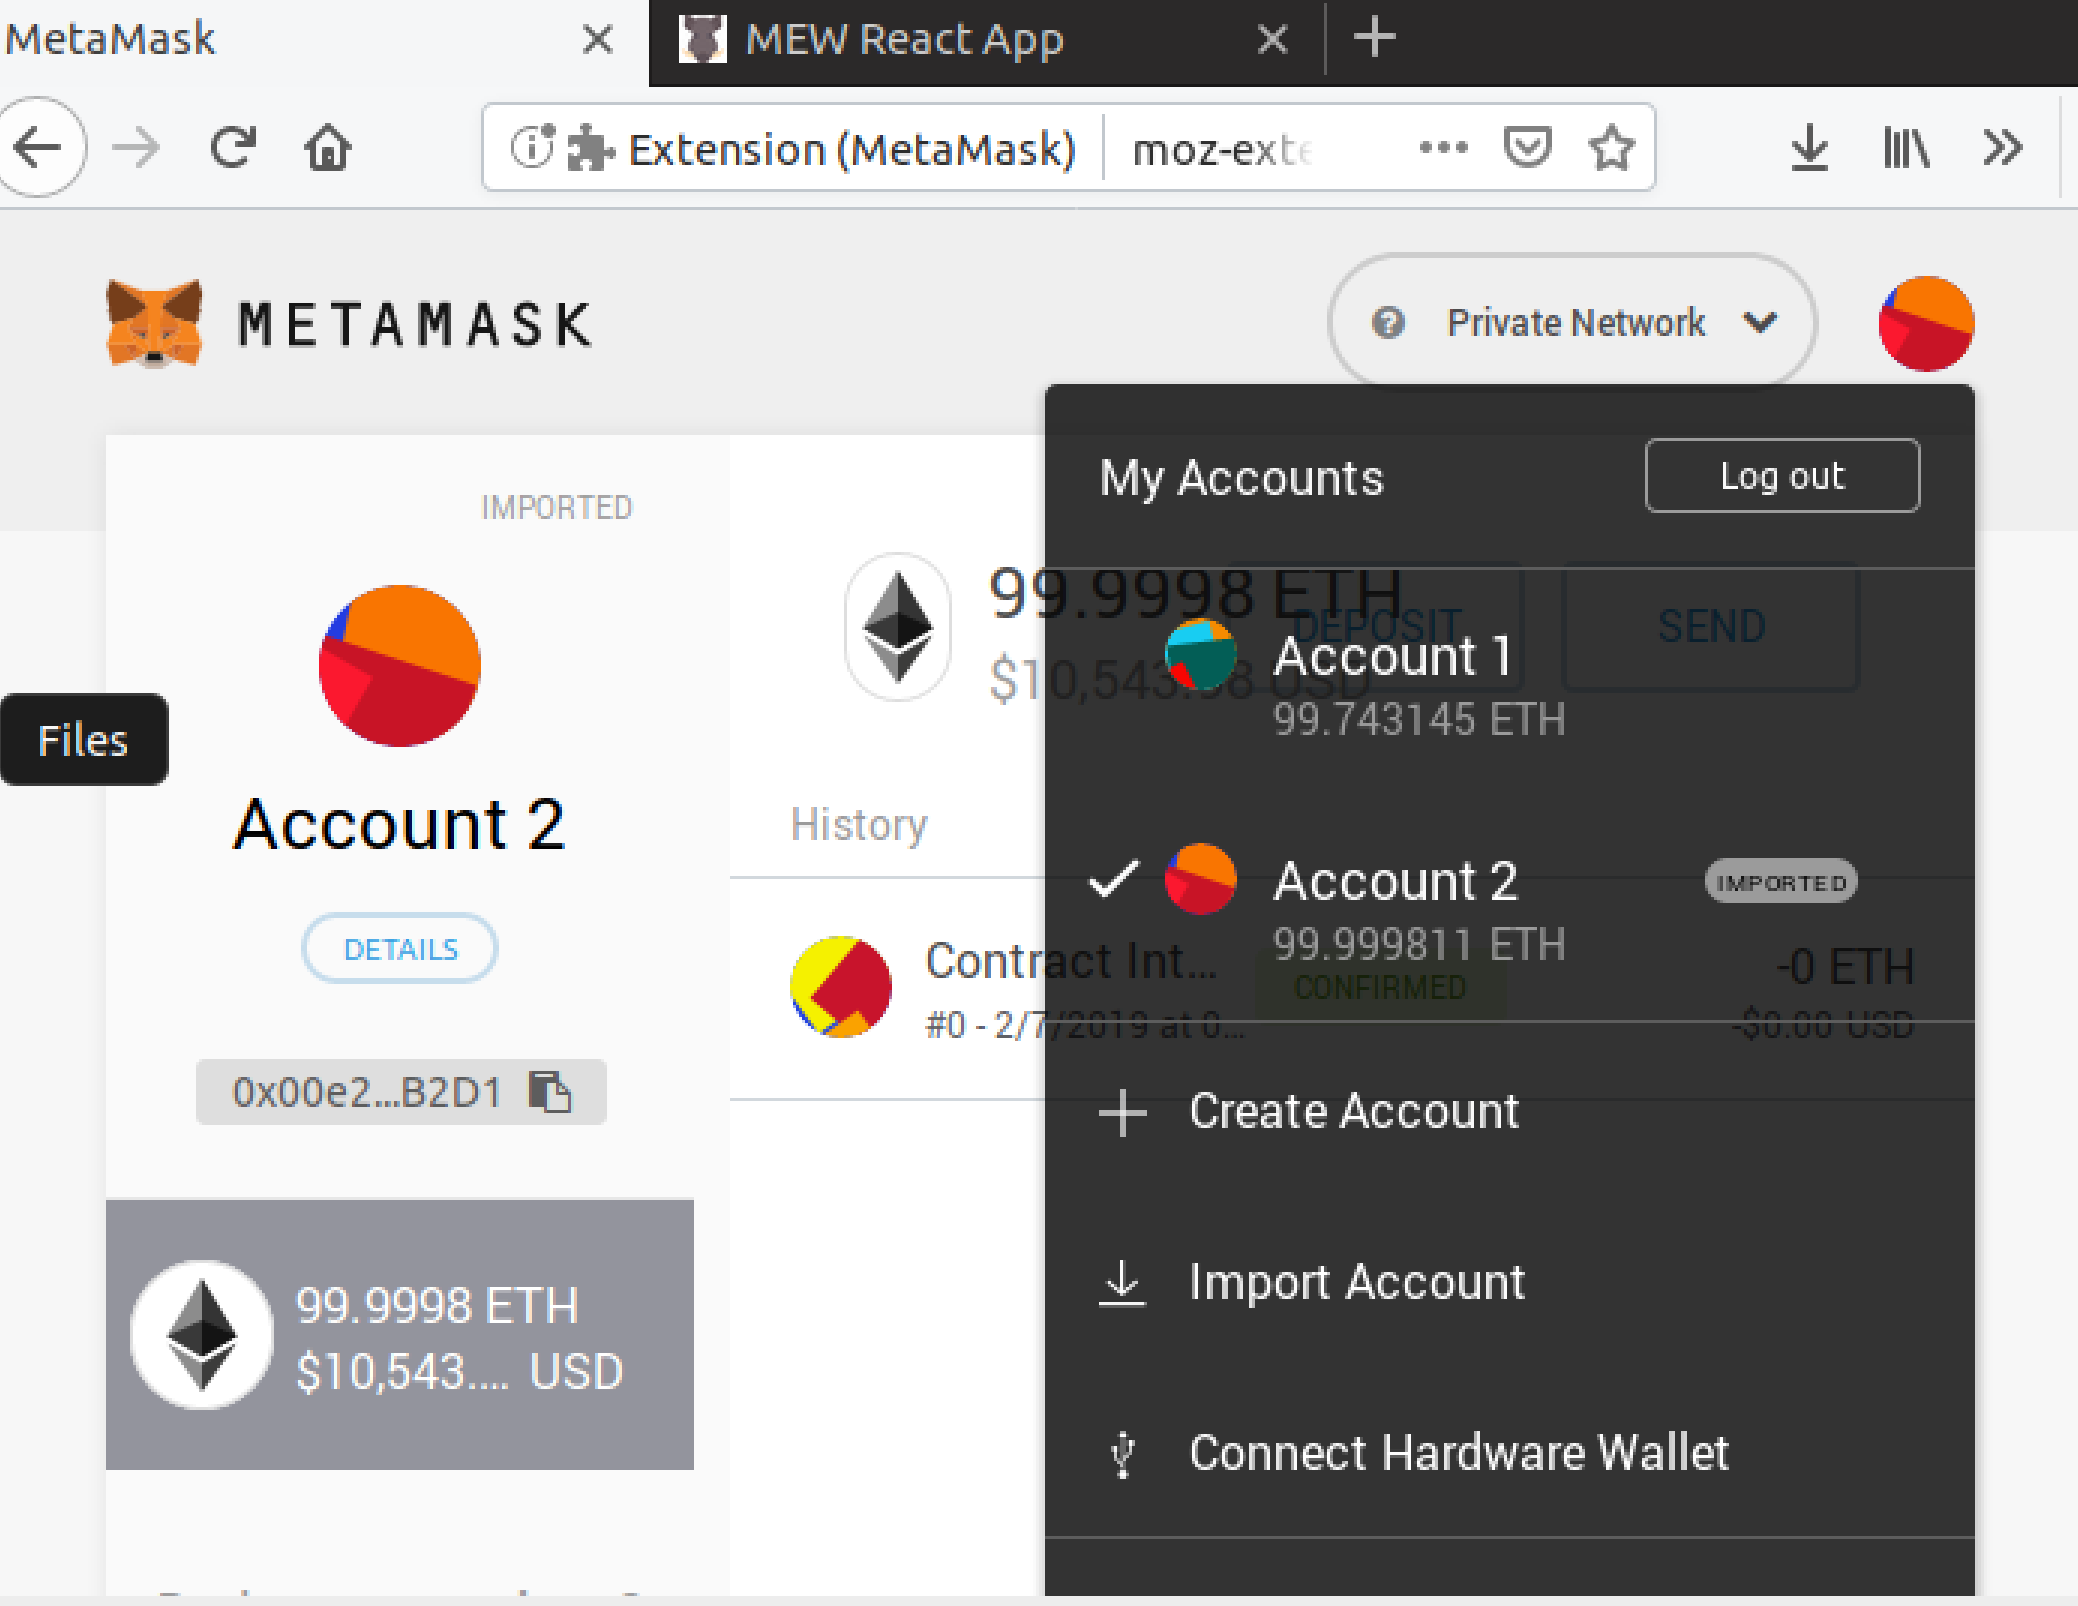 MetaMask
MEW React App
Extension (MetaMask)
moz-exte
METAMASK
Private Network
IMPORTED
Account 2
DETAILS
0x00e2...B2D1
99.9998 ETH
$10,543.... USD
Files
99.9998 ETH
$10,543.98 USD
DEPOSIT
SEND
History
Contract Int...
#0 - 2/7/2019 at 0...
CONFIRMED
-0 ETH
-$0.00 USD
My Accounts
Log out
Account 1
99.743145 ETH
Account 2
IMPORTED
99.999811 ETH
Create Account
Import Account
Connect Hardware Wallet